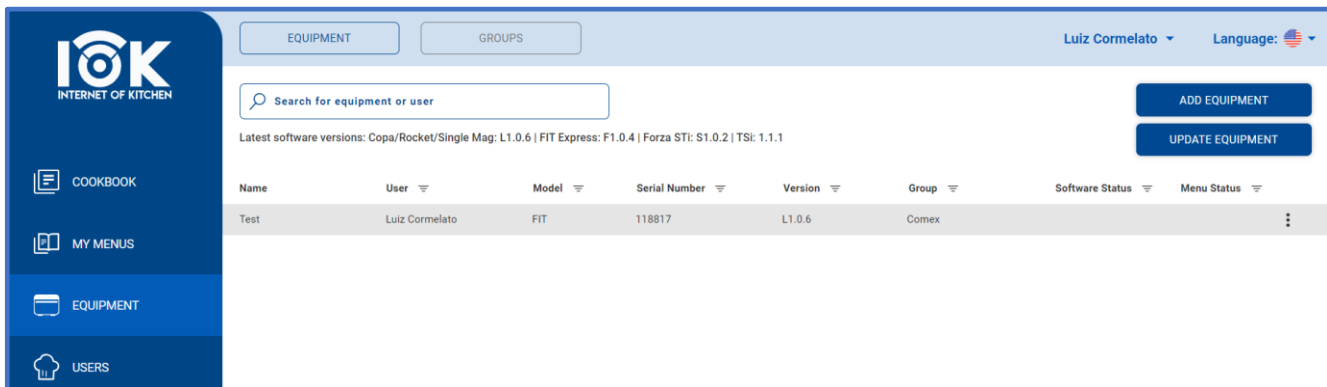 IOK
INTERNET OF KITCHEN
COOKBOOK
MY MENUS
EQUIPMENT
USERS
EQUIPMENT GROUPS Luiz Cormelato Language:
Search for equipment or user
ADD EQUIPMENT
Latest software versions: Copa/Rocket/Single Mag: L1.0.6 | FIT Express: F1.0.4 | Forza STi: S1.0.2 | TSi: 1.1.1
UPDATE EQUIPMENT
Name User Model Serial Number Version Group Software Status Menu Status
Test Luiz Cormelato FIT 118817 L1.0.6 Comex